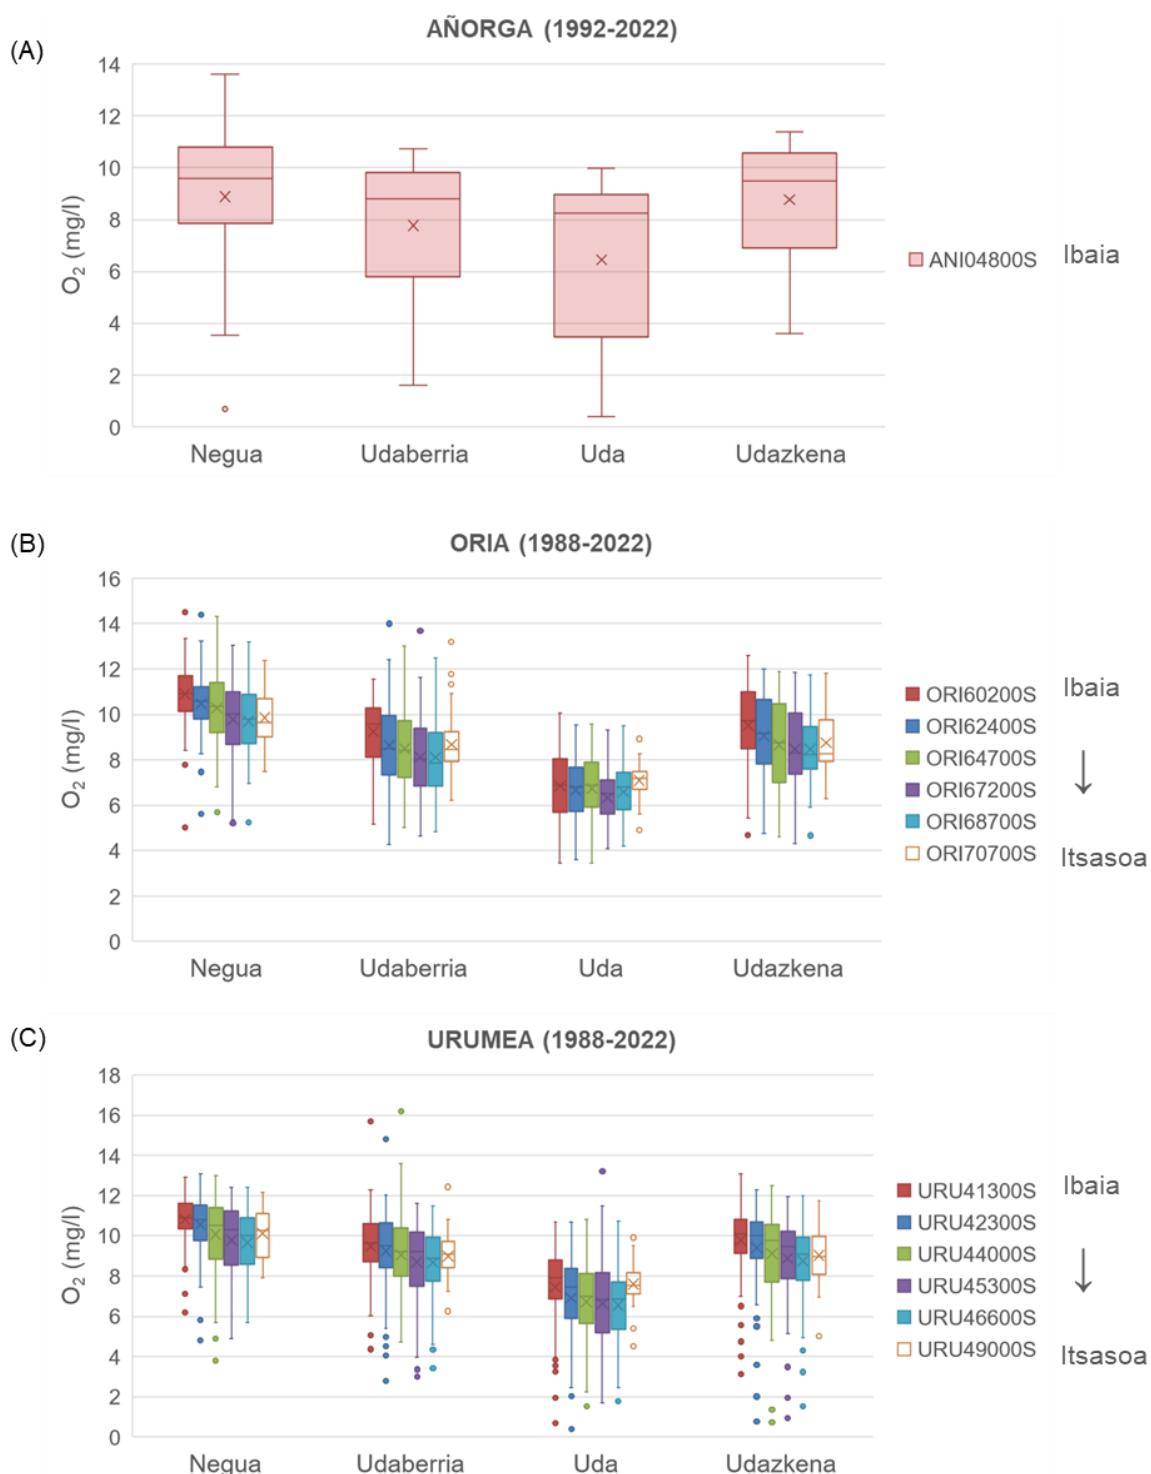 (A)
AÑORGA (1992-2022)
14
12
10
8
6
4
2
0
O₂ (mg/l)
Negua Udaberria Uda Udazkena
ANI04800S
Ibaia
(B)
ORIA (1988-2022)
16
14
12
10
8
6
4
2
0
O₂ (mg/l)
Negua Udaberria Uda Udazkena
ORI60200S
ORI62400S
ORI64700S
ORI67200S
ORI68700S
ORI70700S
Ibaia
↓
Itsasoa
(C)
URUMEA (1988-2022)
18
16
14
12
10
8
6
4
2
0
O₂ (mg/l)
Negua Udaberria Uda Udazkena
URU41300S
URU42300S
URU44000S
URU45300S
URU46600S
URU49000S
Ibaia
↓
Itsasoa